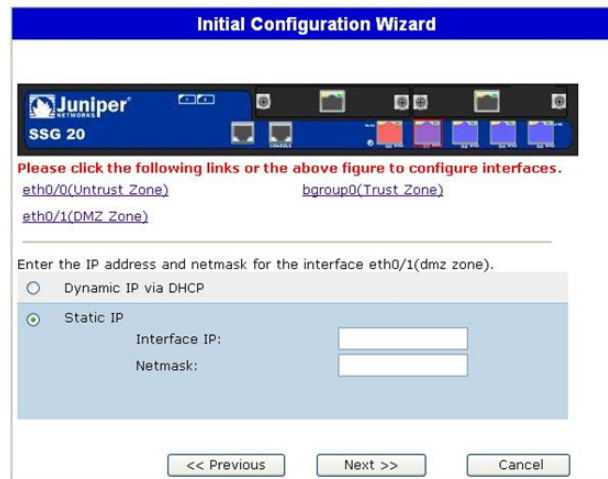 Initial Configuration Wizard
Juniper
NETWORKS
SSG 20
Please click the following links or the above figure to configure interfaces.
eth0/0(Untrust Zone) bgroup0(Trust Zone)
eth0/1(DMZ Zone)
Enter the IP address and netmask for the interface eth0/1(dmz zone).
Dynamic IP via DHCP
Static IP
Interface IP:
Netmask:
<< Previous Next >> Cancel